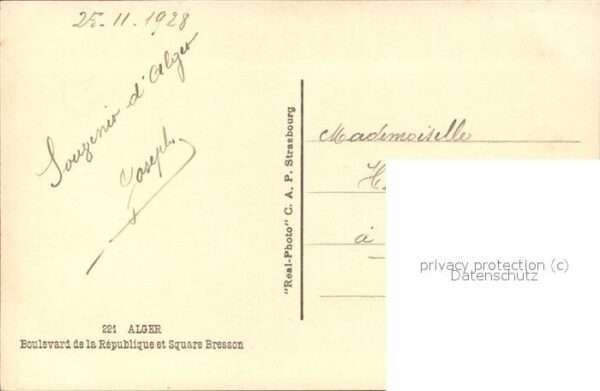 25-11-1928
Souvenir d'Alger
Joseph
221 ALGER
Boulevard de la République et Square Bresson
"Real-Photo" C. A. P. Strasbourg
Mademoiselle
H
à
privacy protection (c)
Datenschutz